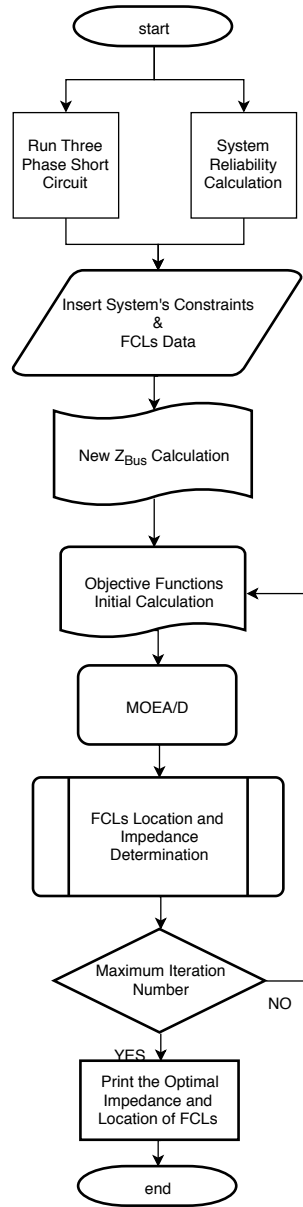 start
Run Three
Phase Short
Circuit
System
Reliability
Calculation
Insert System's Constraints
&
FCLs Data
New ZBus Calculation
Objective Functions
Initial Calculation
MOEA/D
FCLs Location and
Impedance
Determination
Maximum Iteration
Number
NO
YES
Print the Optimal
Impedance and
Location of FCLs
end